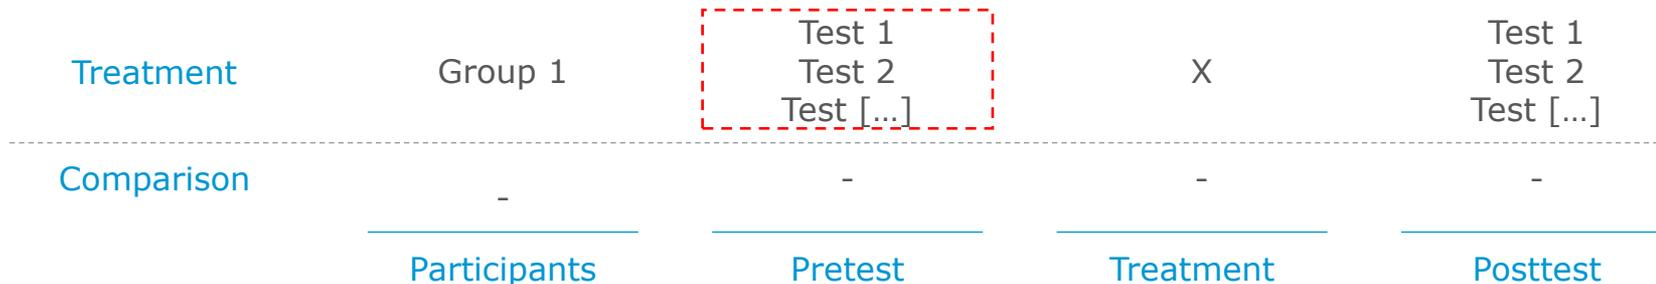 Treatment Group 1 Test 1 X Test 1
Test 2 Test 2
Test […] Test […]
Comparison - - - -
Participants Pretest Treatment Posttest